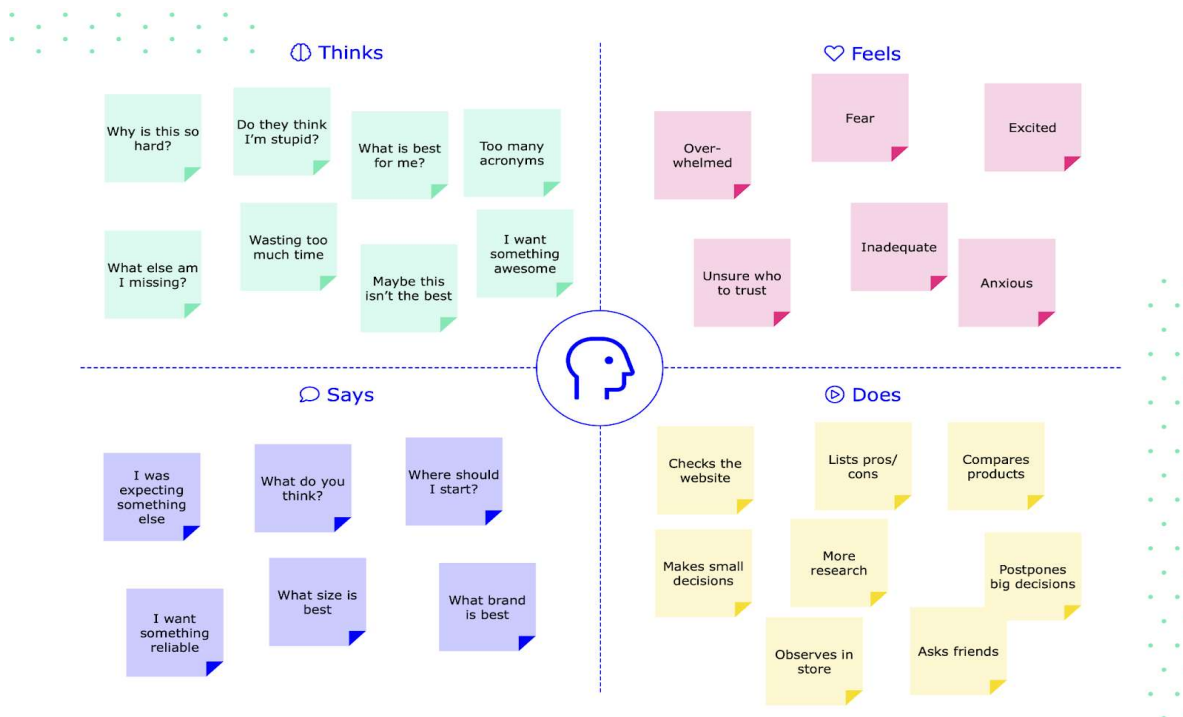 Thinks
Why is this so
hard?
Do they think
I'm stupid?
What is best
for me?
Too many
acronyms
What else am
I missing?
Wasting too
much time
Maybe this
isn't the best
I want
something
awesome
Feels
Over-
whelmed
Fear
Excited
Unsure who
to trust
Inadequate
Anxious
Says
I was
expecting
something
else
What do you
think?
Where should
I start?
I want
something
reliable
What size is
best
What brand
is best
Does
Checks the
website
Lists pros/
cons
Compares
products
Makes small
decisions
More
research
Postpones
big decisions
Observes in
store
Asks friends